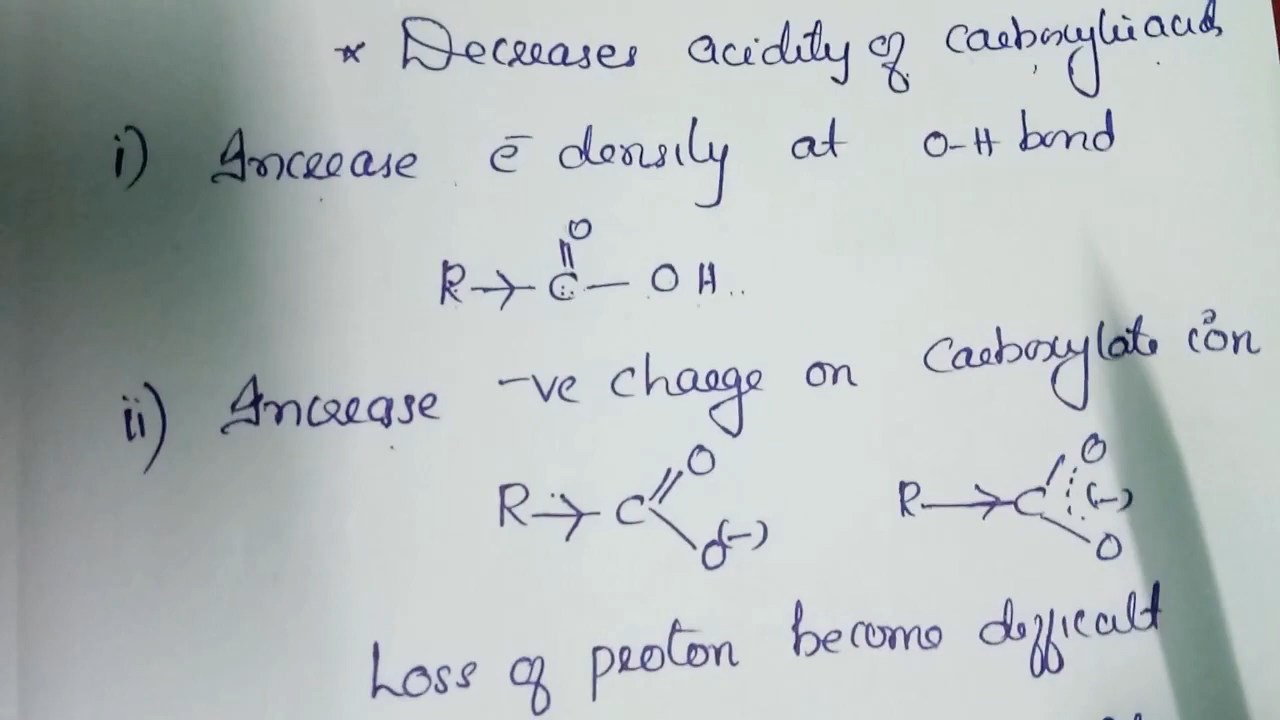 * Decreases acidity of carboxylic acids
i) Increase e̅ density at O-H bond
O
||
R → C — OH
ii) Increase -ve charge on Carboxylate ion
R → C
O
O(-)
R → C
O
(-)
O
Loss of proton become difficult